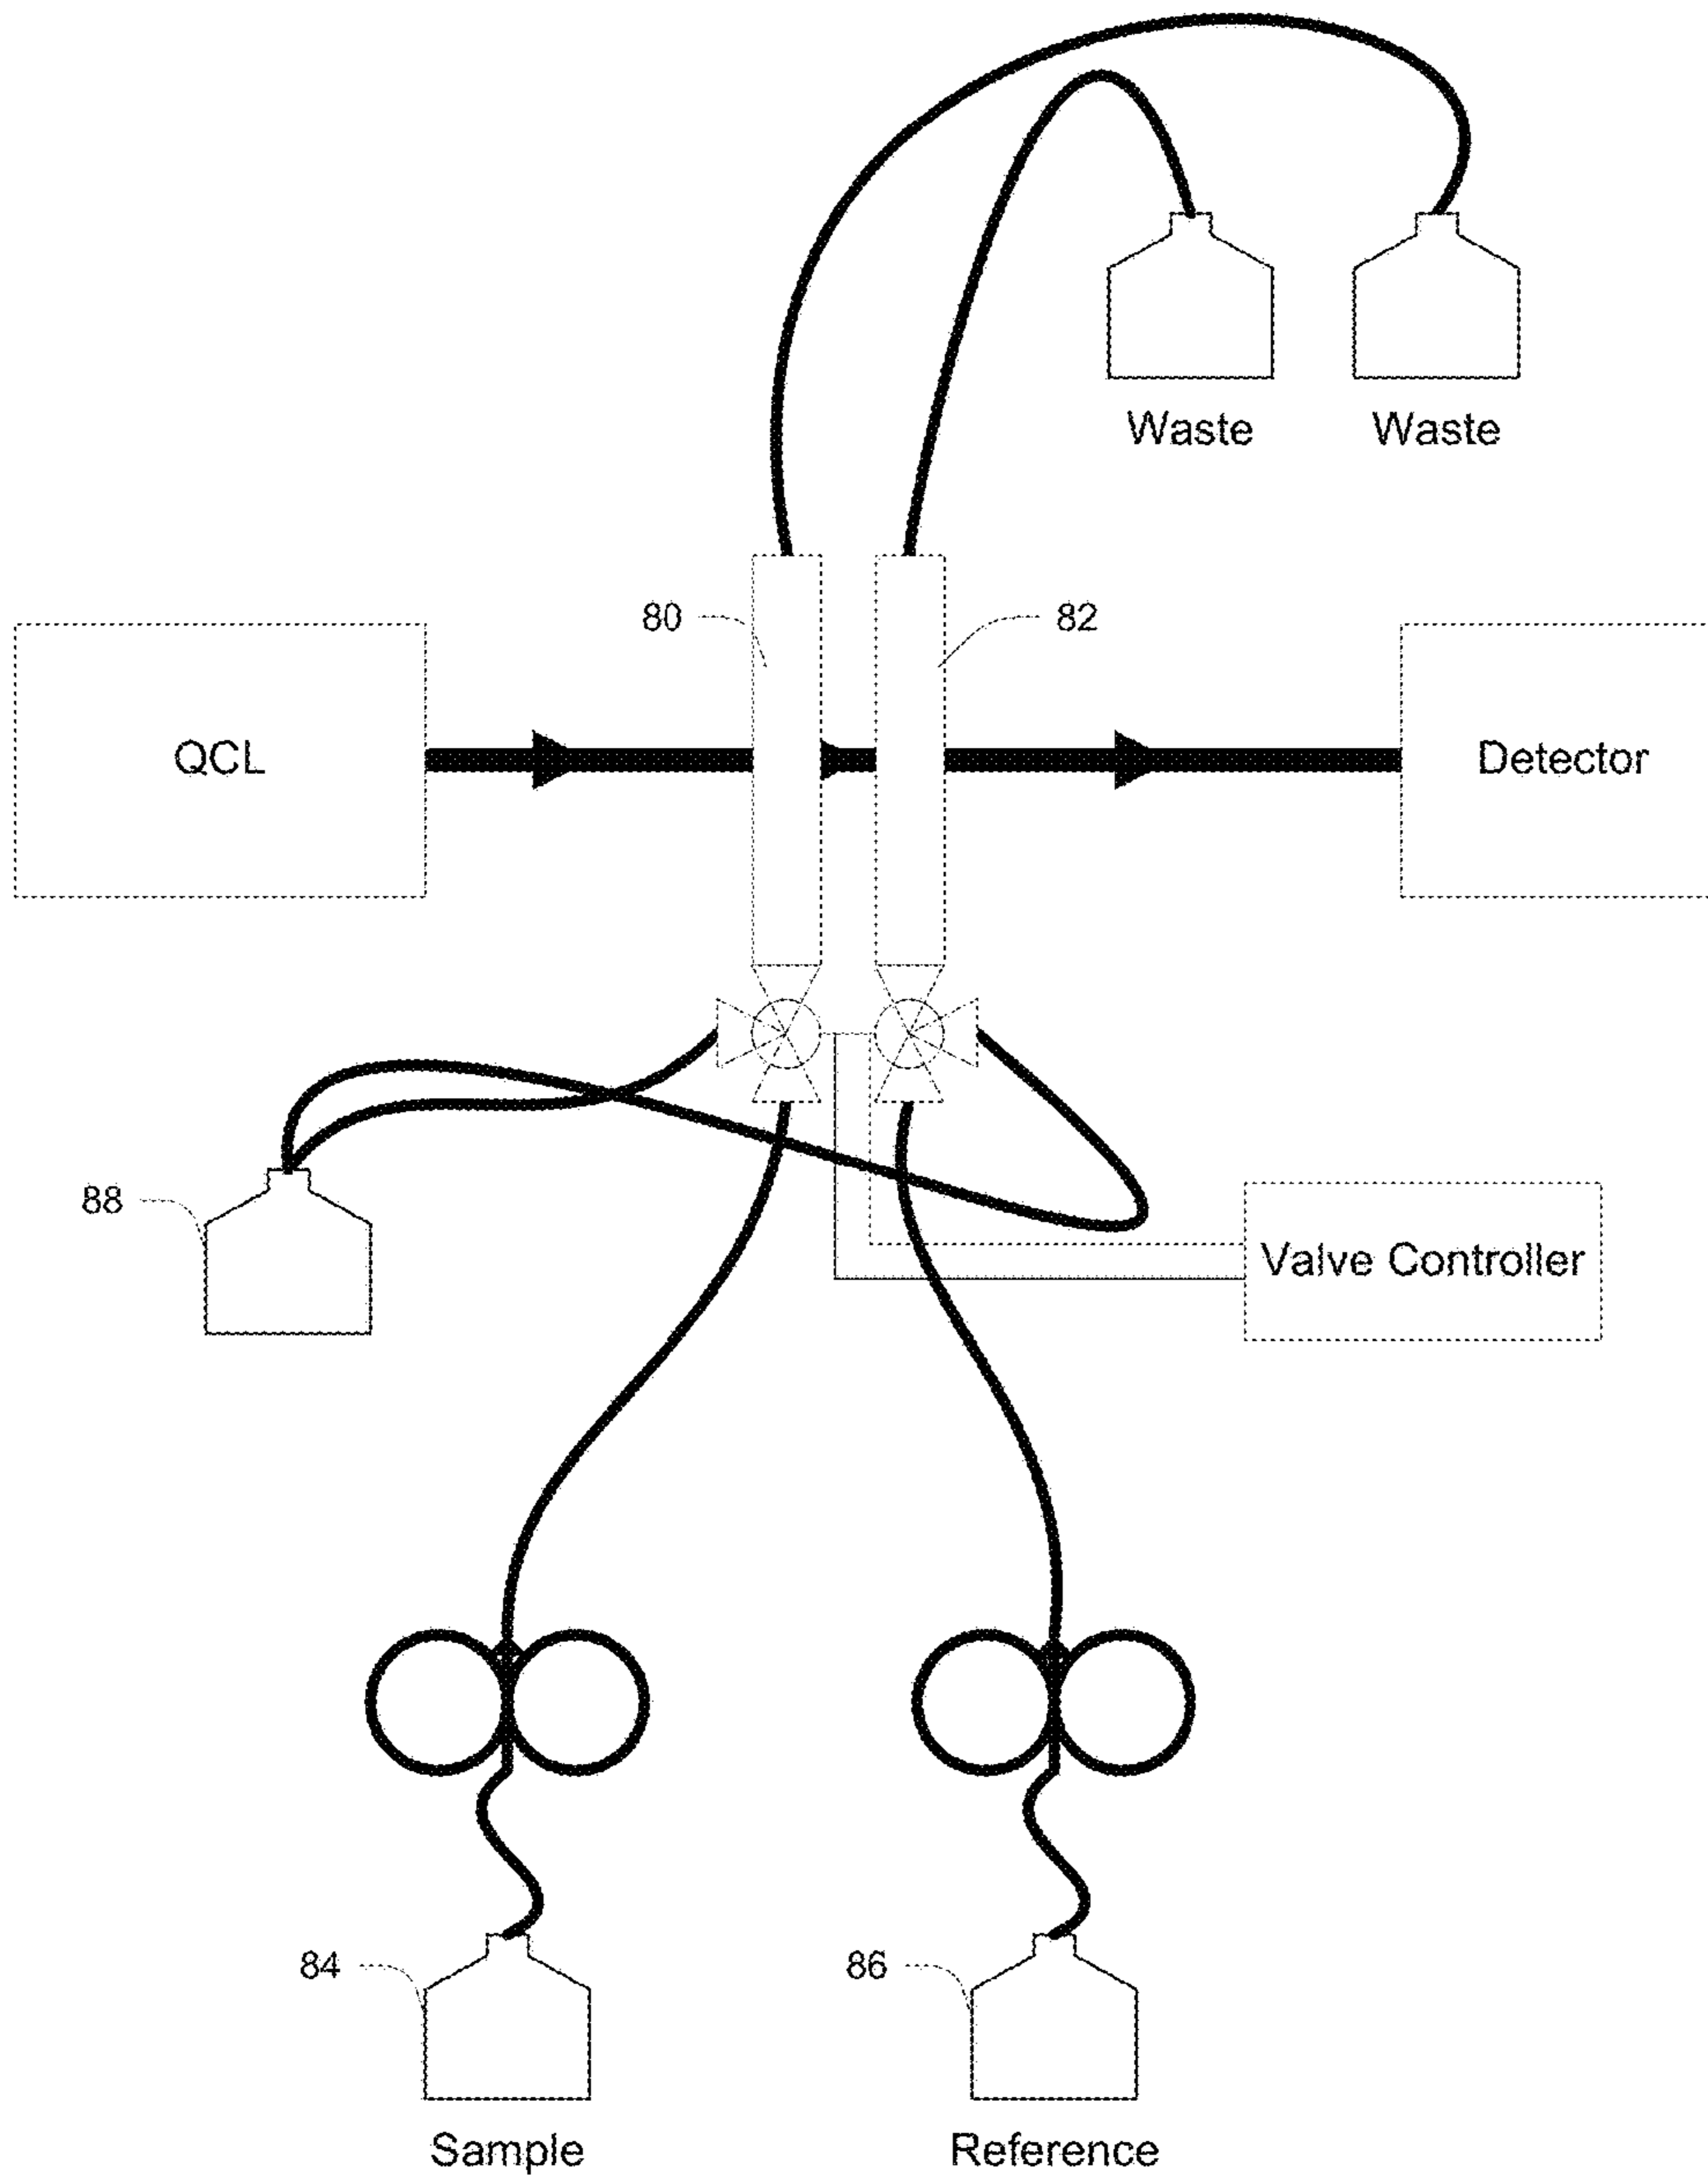 Waste Waste
80 82
QCL Detector
88
Valve Controller
84 86
Sample Reference